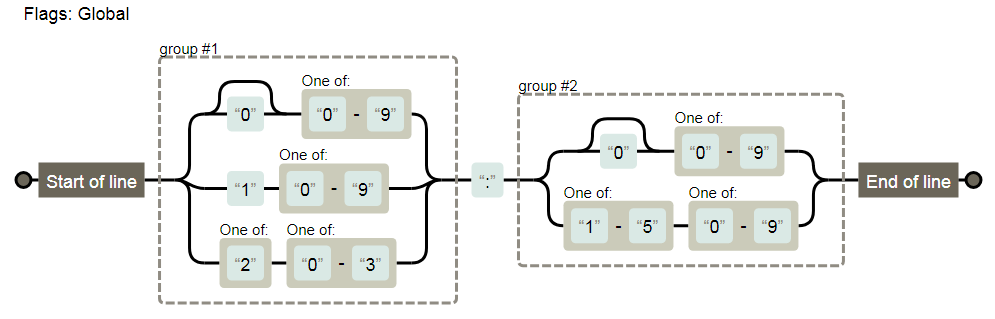 Flags: Global
group #1
One of:
“0” “0” - “9”
One of:
“1” “0” - “9”
One of: One of:
“2” “0” - “3”
Start of line
“:”
group #2
One of:
“0” “0” - “9”
One of: One of:
“1” - “5” “0” - “9”
End of line